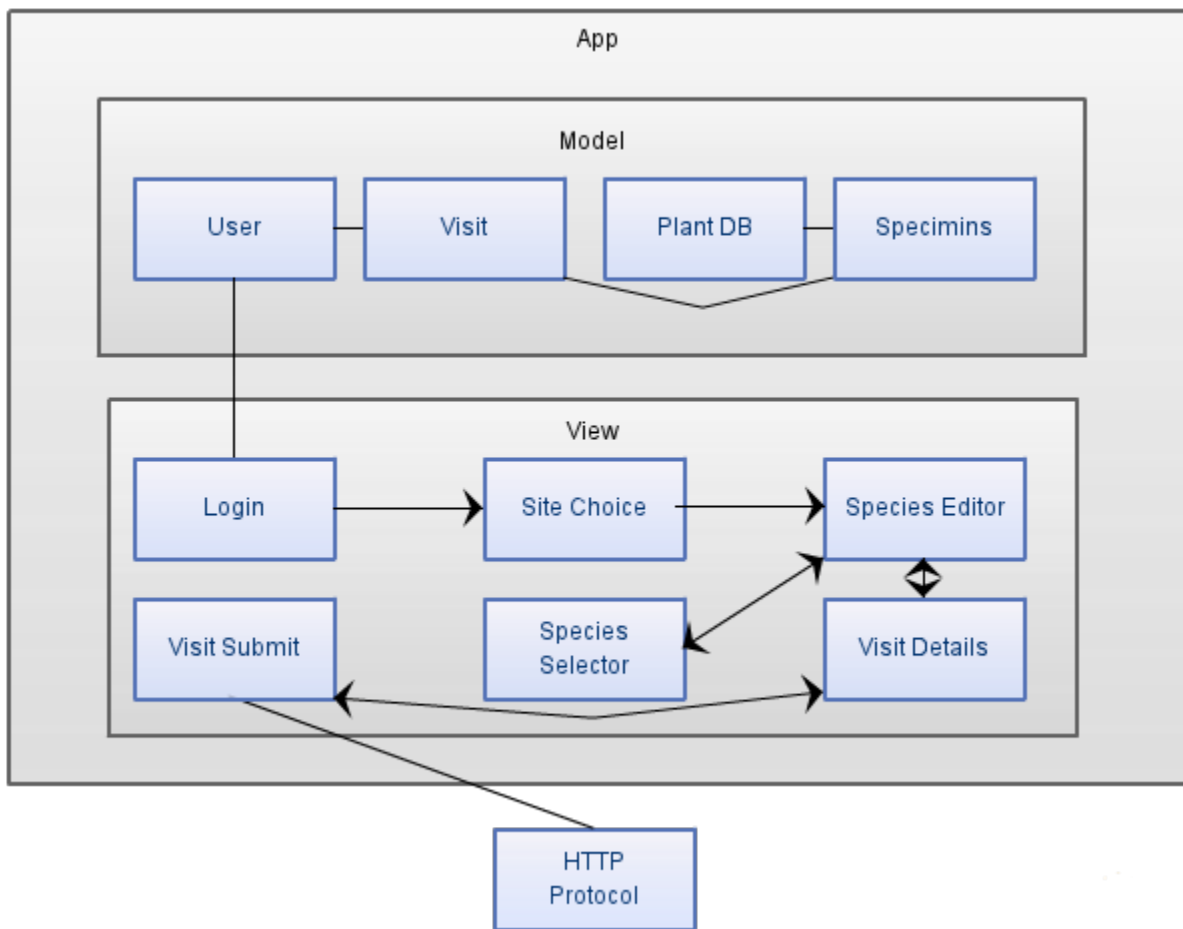 App
Model
User
Visit
Plant DB
Specimins
View
Login
Site Choice
Species Editor
Visit Submit
Species
Selector
Visit Details
HTTP
Protocol